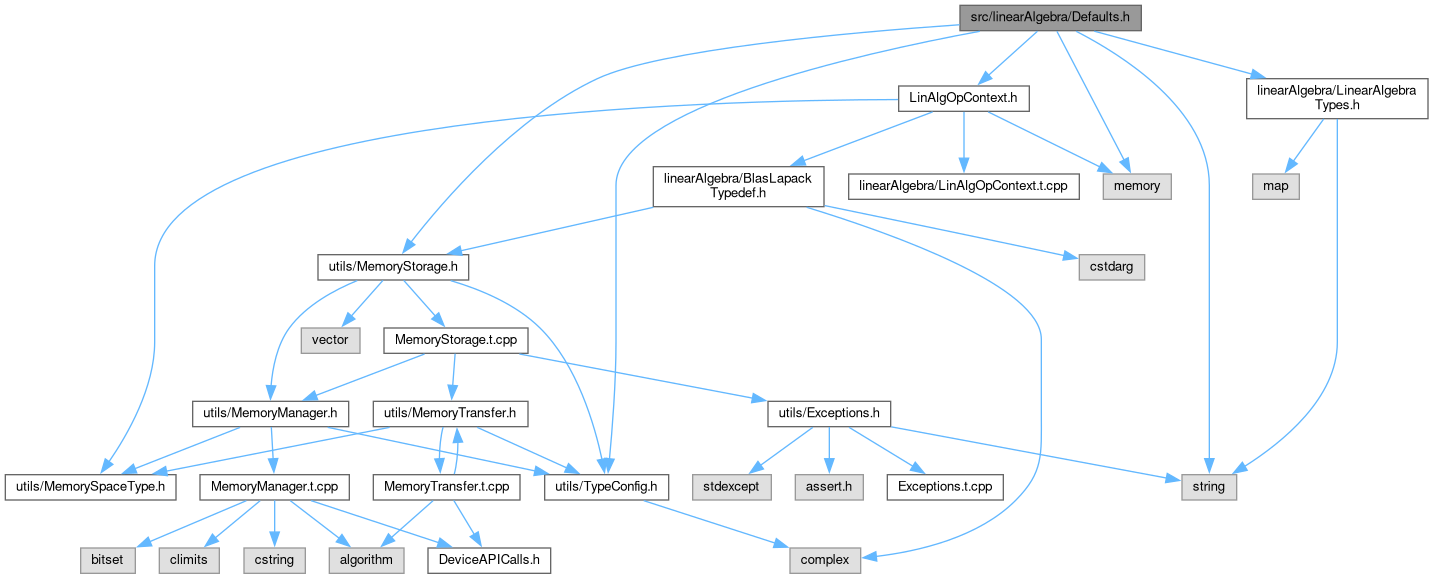 src/linearAlgebra/Defaults.h
LinAlgOpContext.h
linearAlgebra/LinearAlgebra
Types.h
linearAlgebra/BlasLapack
Typedef.h
linearAlgebra/LinAlgOpContext.t.cpp
memory
map
utils/MemoryStorage.h
cstdarg
vector
MemoryStorage.t.cpp
utils/MemoryManager.h
utils/MemoryTransfer.h
utils/Exceptions.h
utils/MemorySpaceType.h
MemoryManager.t.cpp
MemoryTransfer.t.cpp
utils/TypeConfig.h
stdexcept
assert.h
Exceptions.t.cpp
string
bitset
climits
cstring
algorithm
DeviceAPICalls.h
complex